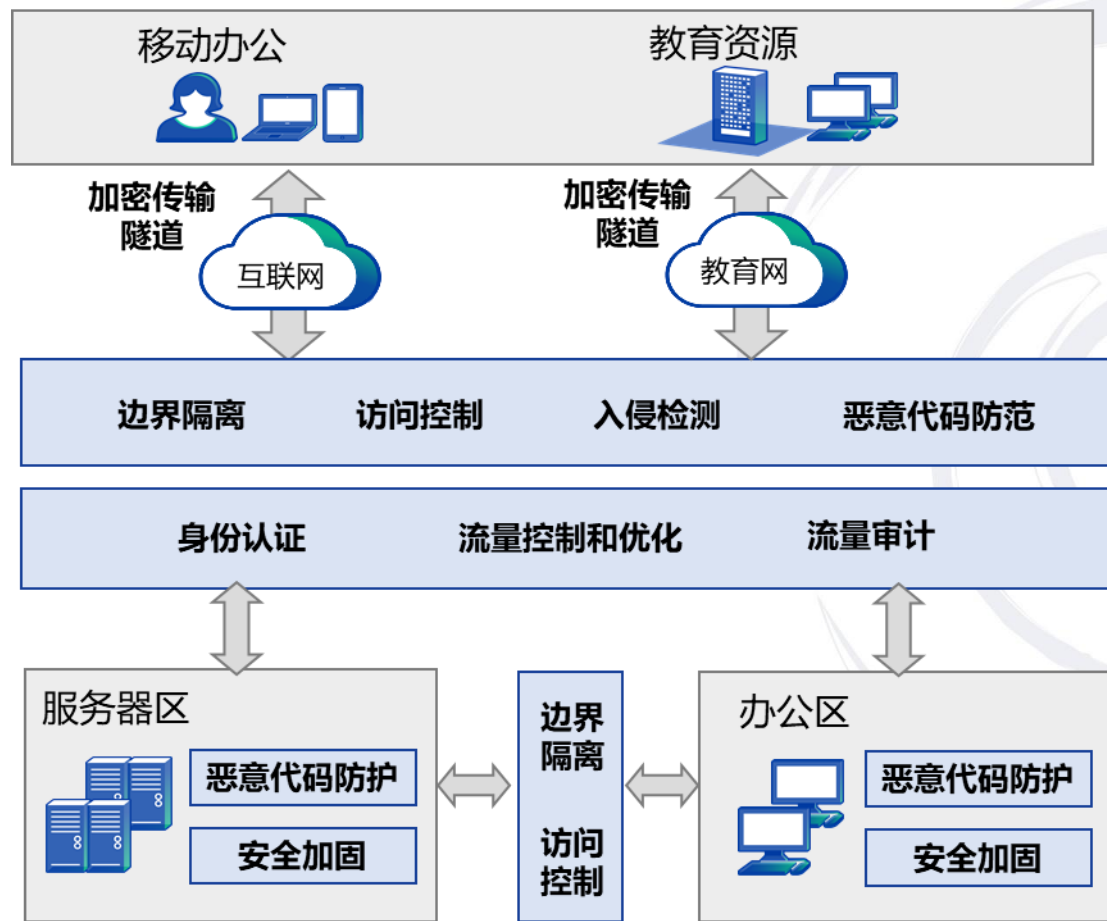 移动办公
教育资源
加密传输
隧道
加密传输
隧道
互联网
教育网
边界隔离
访问控制
入侵检测
恶意代码防范
身份认证
流量控制和优化
流量审计
服务器区
恶意代码防护
安全加固
边界
隔离
访问
控制
办公区
恶意代码防护
安全加固